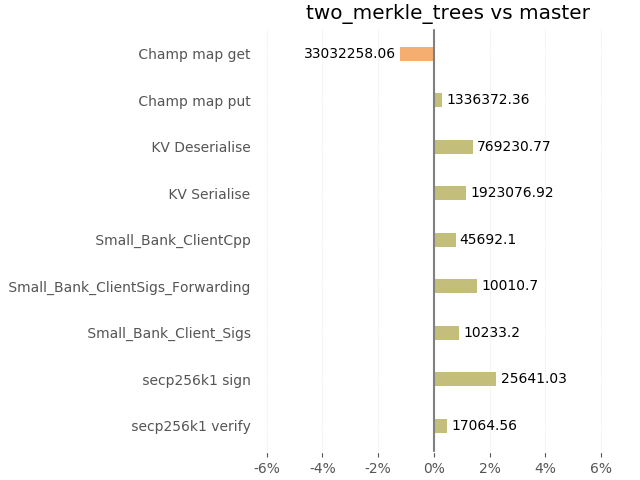 two_merkle_trees vs master
Champ map get 33032258.06
Champ map put 1336372.36
KV Deserialise 769230.77
KV Serialise 1923076.92
Small_Bank_ClientCpp 45692.1
Small_Bank_ClientSigs_Forwarding 10010.7
Small_Bank_Client_Sigs 10233.2
secp256k1 sign 25641.03
secp256k1 verify 17064.56
-6% -4% -2% 0% 2% 4% 6%